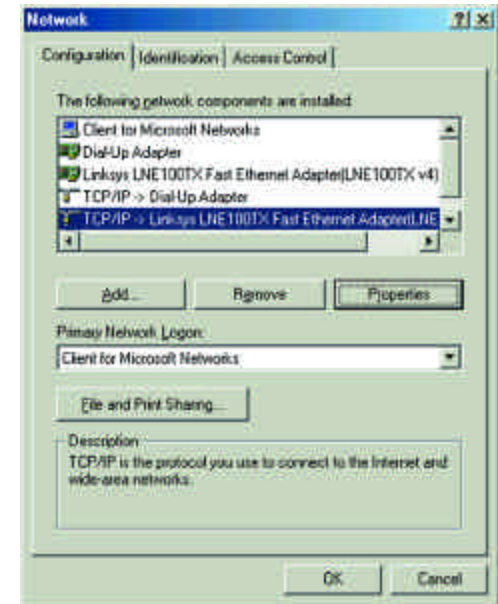 Network
Configuration Identification Access Control
The following network components are installed:
Client for Microsoft Networks
Dial-Up Adapter
Linksys LNE100TX Fast Ethernet Adapter(LNE100TX v4)
TCP/IP -> Dial-Up Adapter
TCP/IP -> Linksys LNE100TX Fast Ethernet Adapter(LNE
Add... Remove Properties
Primary Network Logon:
Client for Microsoft Networks
File and Print Sharing...
Description
TCP/IP is the protocol you use to connect to the Internet and
wide-area networks.
OK Cancel